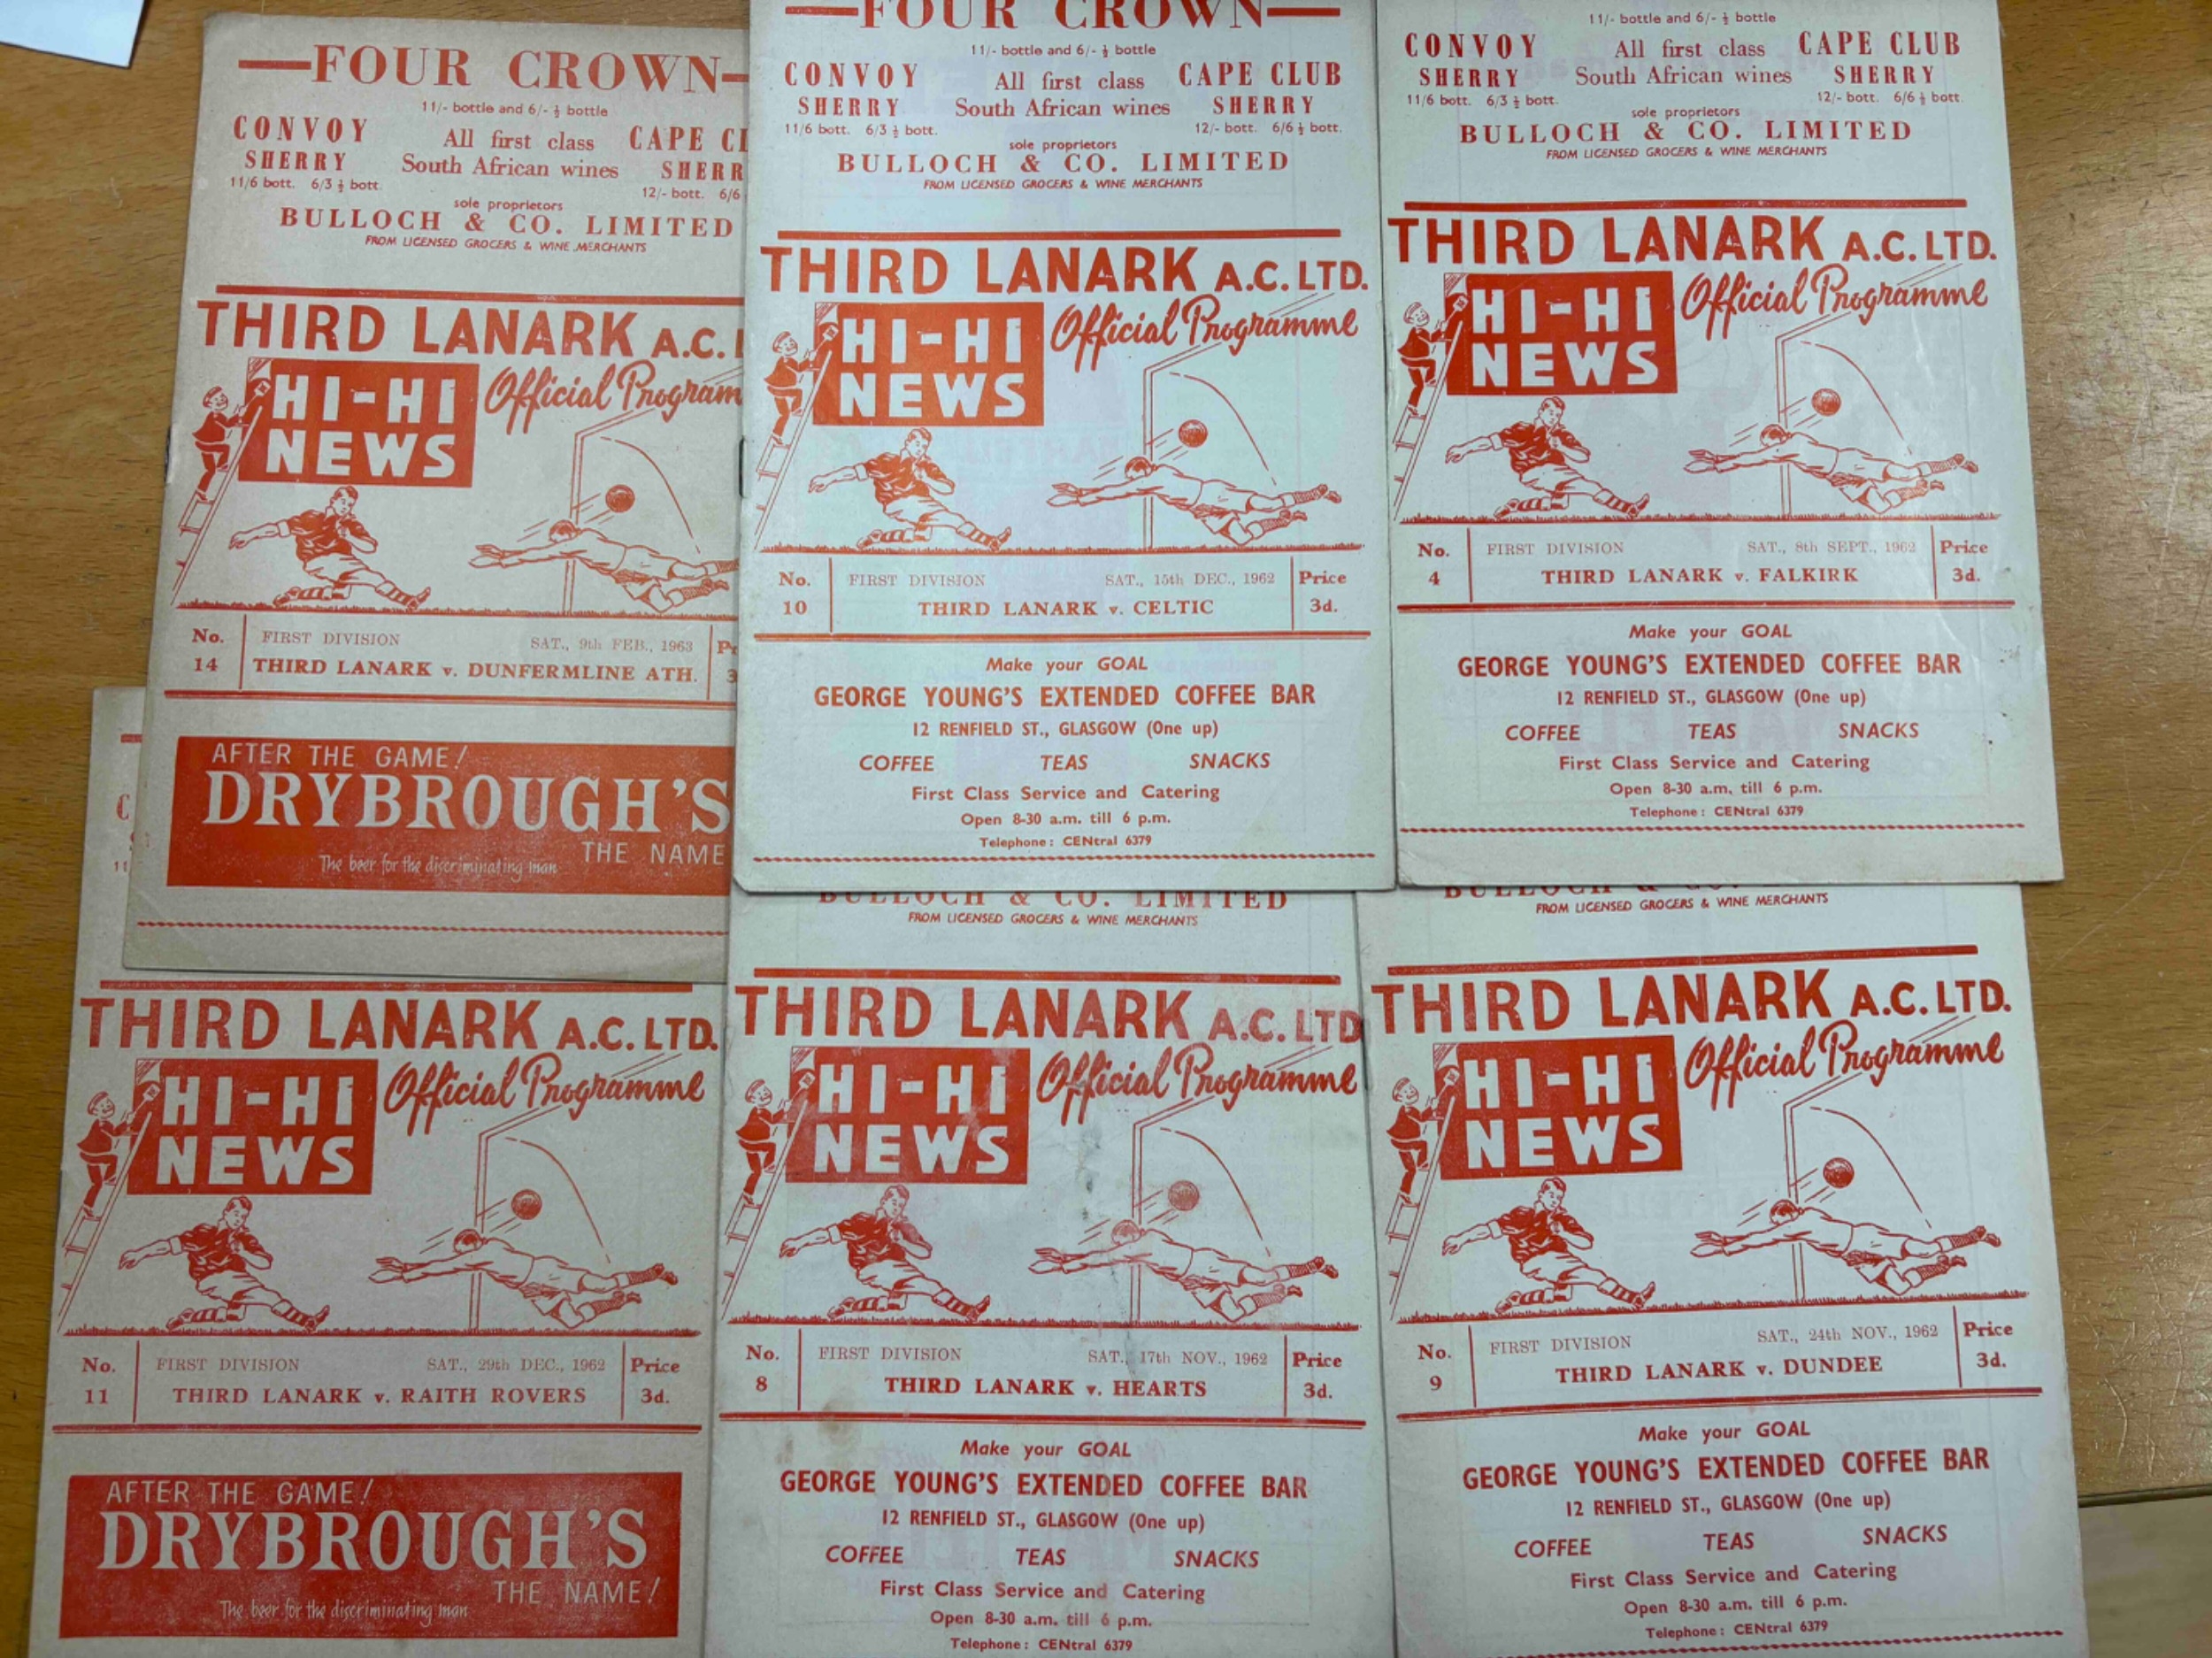 FOUR CROWN
11/- bottle and 6/- ½ bottle
CONVOY All first class CAPE
SHERRY South African wines
11/6 bott. 6/3 ½ bott. 12/- bott. 6/6
sole proprietors
BULLOCH & CO. LIMITED
FROM LICENSED GROCERS & WINE MERCHANTS
THIRD LANARK A.C.
HI-HI Official
NEWS
No. FIRST DIVISION SAT., 9th FEB., 1963
14 THIRD LANARK v. DUNFERMLINE ATH.
AFTER THE GAME!
DRYBROUGH'S
THE NAME
The beer for the discriminating man
FOUR CROWN
11/- bottle and 6/- ½ bottle
CONVOY All first class CAPE CLUB
SHERRY South African wines SHERRY
11/6 bott. 6/3 ½ bott. 12/- bott. 6/6 ½ bott.
sole proprietors
BULLOCH & CO. LIMITED
FROM LICENSED GROCERS & WINE MERCHANTS
THIRD LANARK A.C. LTD.
HI-HI Official Programme
NEWS
No. FIRST DIVISION SAT., 15th DEC., 1962 Price
10 THIRD LANARK v. CELTIC 3d.
Make your GOAL
GEORGE YOUNG'S EXTENDED COFFEE BAR
12 RENFIELD ST., GLASGOW (One up)
COFFEE TEAS SNACKS
First Class Service and Catering
Open 8-30 a.m. till 6 p.m.
Telephone: CENtral 6379
11/- bottle and 6/- ½ bottle
CONVOY All first class CAPE CLUB
SHERRY South African wines SHERRY
11/6 bott. 6/3 ½ bott. 12/- bott. 6/6 ½ bott.
sole proprietors
BULLOCH & CO. LIMITED
FROM LICENSED GROCERS & WINE MERCHANTS
THIRD LANARK A.C. LTD.
HI-HI Official Programme
NEWS
No. FIRST DIVISION SAT., 8th SEPT., 1962 Price
4 THIRD LANARK v. FALKIRK 3d.
Make your GOAL
GEORGE YOUNG'S EXTENDED COFFEE BAR
12 RENFIELD ST., GLASGOW (One up)
COFFEE TEAS SNACKS
First Class Service and Catering
Open 8-30 a.m. till 6 p.m.
Telephone: CENtral 6379
THIRD LANARK A.C. LTD.
HI-HI Official Programme
NEWS
No. FIRST DIVISION SAT., 29th DEC., 1962 Price
11 THIRD LANARK v. RAITH ROVERS 3d.
AFTER THE GAME!
DRYBROUGH'S
THE NAME!
The beer for the discriminating man
BULLOCH & CO. LIMITED
FROM LICENSED GROCERS & WINE MERCHANTS
THIRD LANARK A.C. LTD
HI-HI Official Programme
NEWS
No. FIRST DIVISION SAT., 17th NOV., 1962 Price
8 THIRD LANARK v. HEARTS 3d.
Make your GOAL
GEORGE YOUNG'S EXTENDED COFFEE BAR
12 RENFIELD ST., GLASGOW (One up)
COFFEE TEAS SNACKS
First Class Service and Catering
Open 8-30 a.m. till 6 p.m.
Telephone: CENtral 6379
BULLOCH & CO.
FROM LICENSED GROCERS & WINE MERCHANTS
THIRD LANARK A.C. LTD.
HI-HI Official Programme
NEWS
No. FIRST DIVISION SAT., 24th NOV., 1962 Price
9 THIRD LANARK v. DUNDEE 3d.
Make your GOAL
GEORGE YOUNG'S EXTENDED COFFEE BAR
12 RENFIELD ST., GLASGOW (One up)
COFFEE TEAS SNACKS
First Class Service and Catering
Open 8-30 a.m. till 6 p.m.
Telephone: CENtral 6379